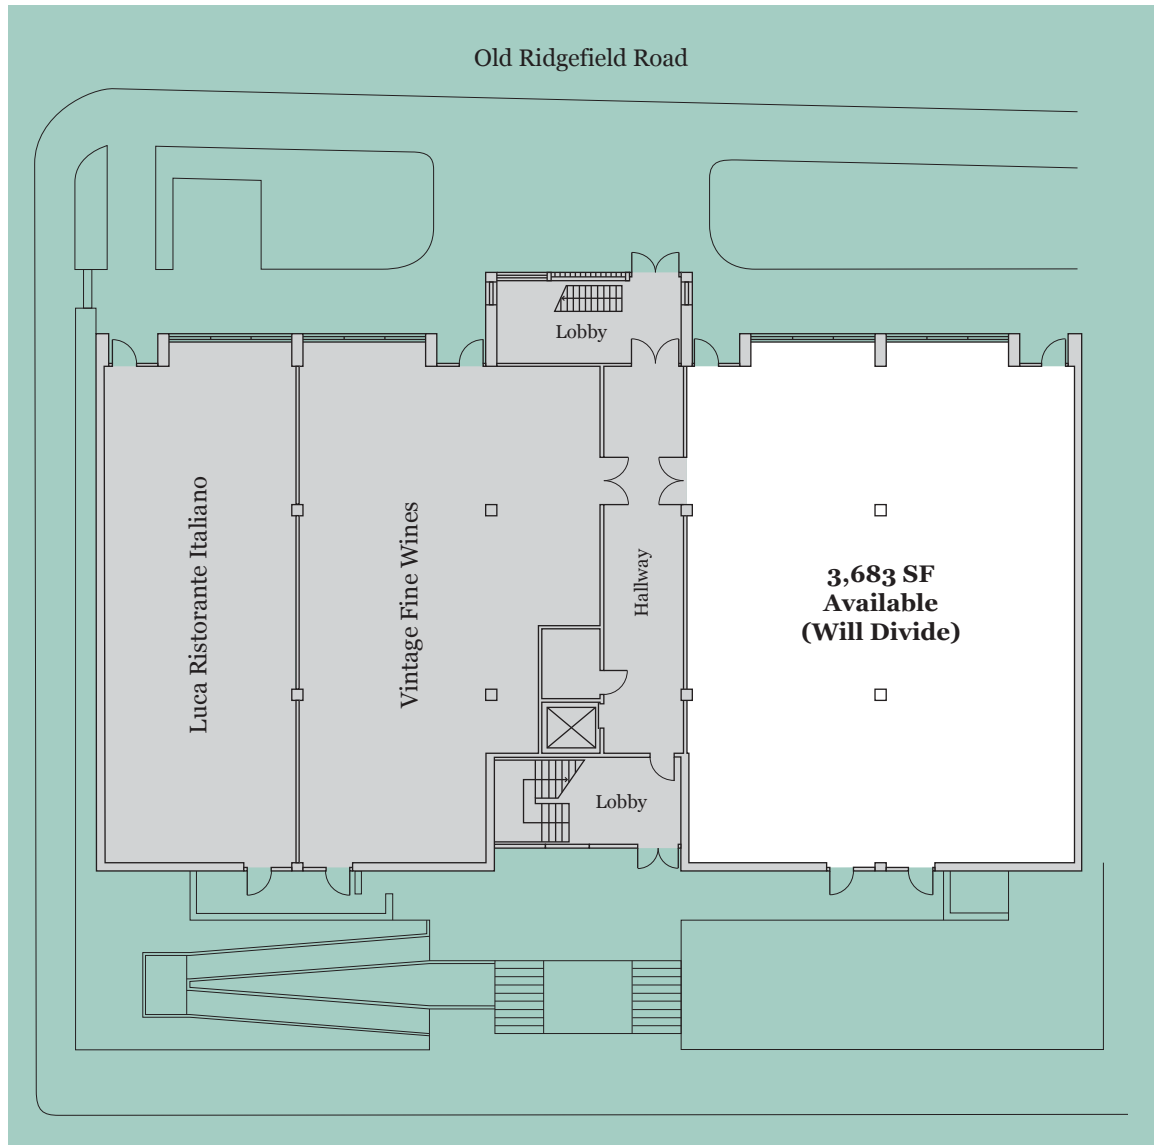 Old Ridgefield Road
Lobby
Luca Ristorante Italiano
Vintage Fine Wines
Hallway
3,683 SF
Available
(Will Divide)
Lobby